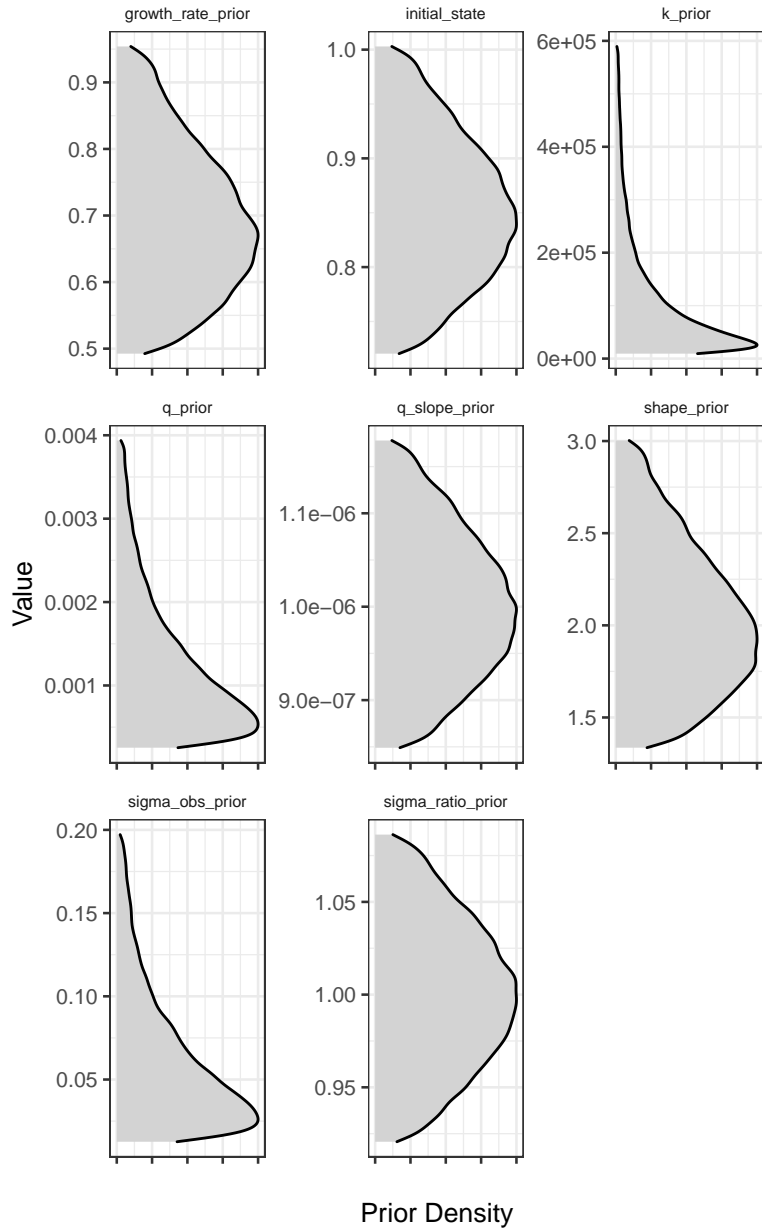 growth_rate_prior
initial_state
k_prior
0.9
0.8
0.7
0.6
0.5
1.0
0.9
0.8
6e+05
4e+05
2e+05
0e+00
q_prior
q_slope_prior
shape_prior
0.004
0.003
0.002
0.001
1.1e−06
1.0e−06
9.0e−07
3.0
2.5
2.0
1.5
sigma_obs_prior
sigma_ratio_prior
0.20
0.15
0.10
0.05
1.05
1.00
0.95
Value
Prior Density